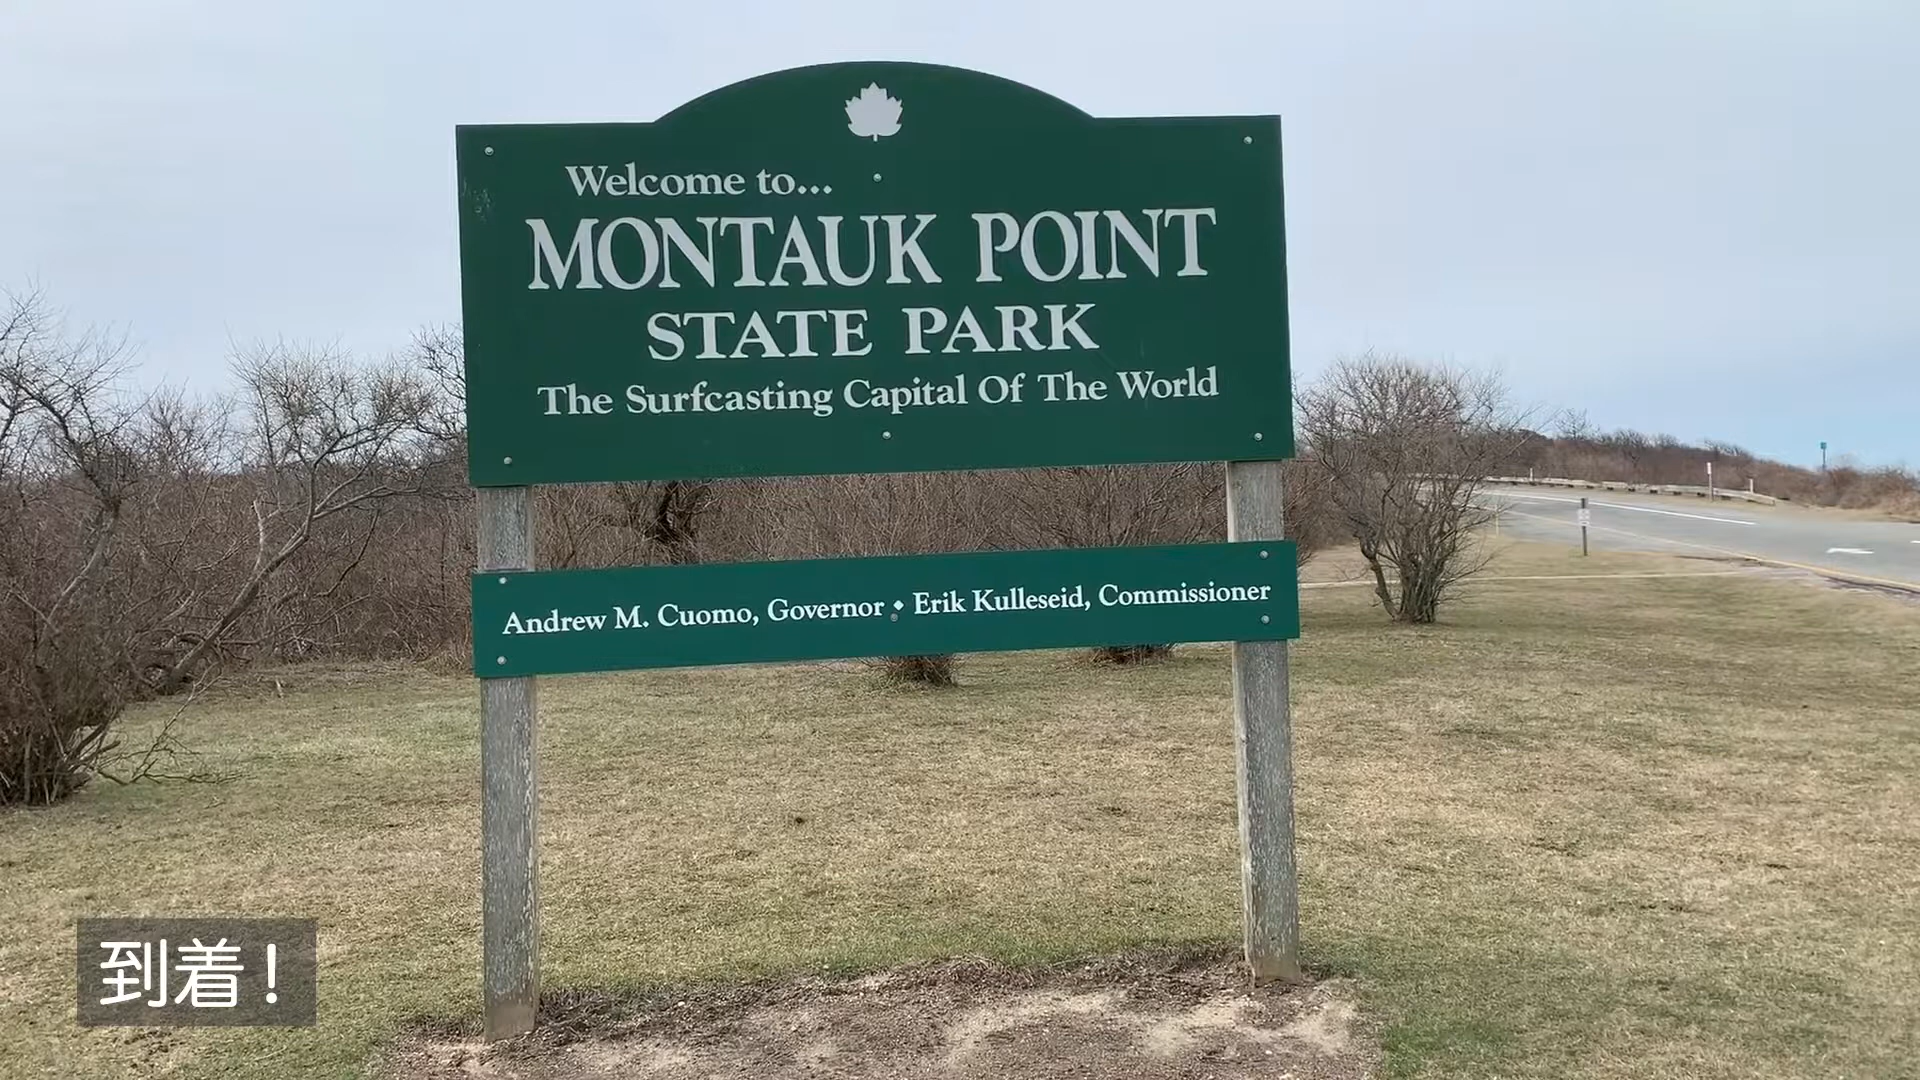 Welcome to...
MONTAUK POINT
STATE PARK
The Surfcasting Capital Of The World
Andrew M. Cuomo, Governor • Erik Kulleseid, Commissioner
到着！